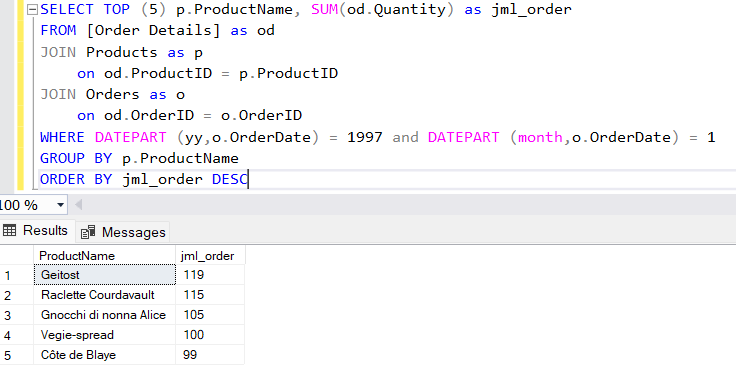 SELECT TOP (5) p.ProductName, SUM(od.Quantity) as jml_order
FROM [Order Details] as od
JOIN Products as p
    on od.ProductID = p.ProductID
JOIN Orders as o
    on od.OrderID = o.OrderID
WHERE DATEPART (yy,o.OrderDate) = 1997 and DATEPART (month,o.OrderDate) = 1
GROUP BY p.ProductName
ORDER BY jml_order DESC
100 %
Results Messages
ProductName jml_order
1 Geitost 119
2 Raclette Courdavault 115
3 Gnocchi di nonna Alice 105
4 Vegie-spread 100
5 Côte de Blaye 99